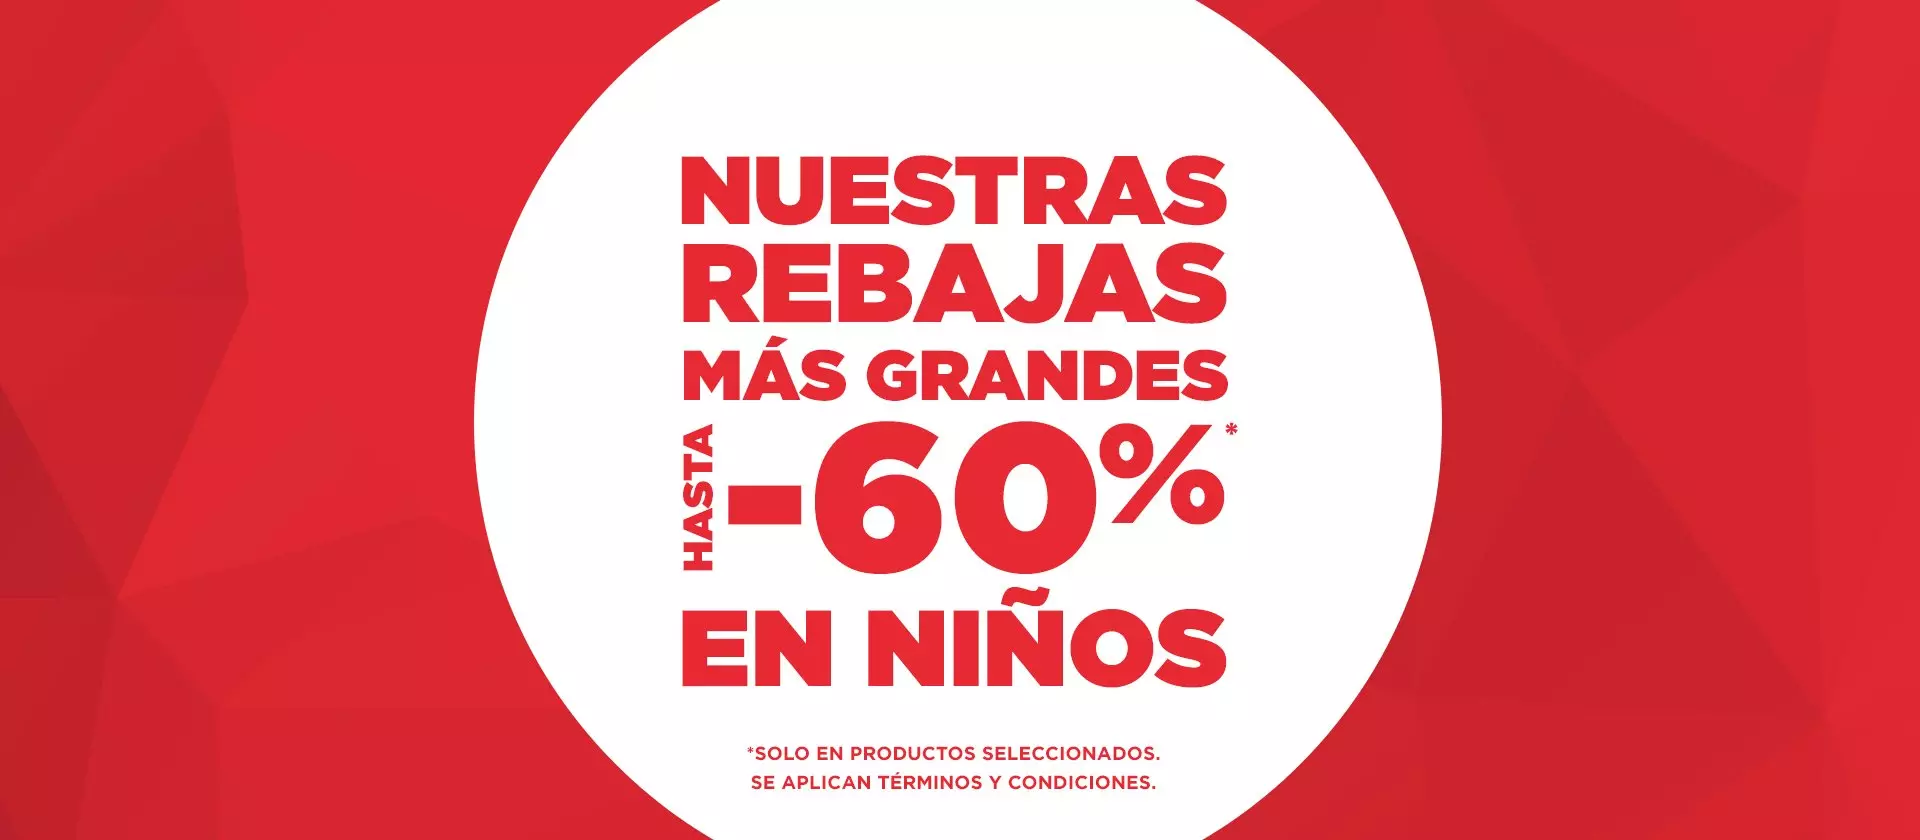 NUESTRAS
REBAJAS
MÁS GRANDES
HASTA
-60%*
EN NIÑOS
*SOLO EN PRODUCTOS SELECCIONADOS.
SE APLICAN TÉRMINOS Y CONDICIONES.